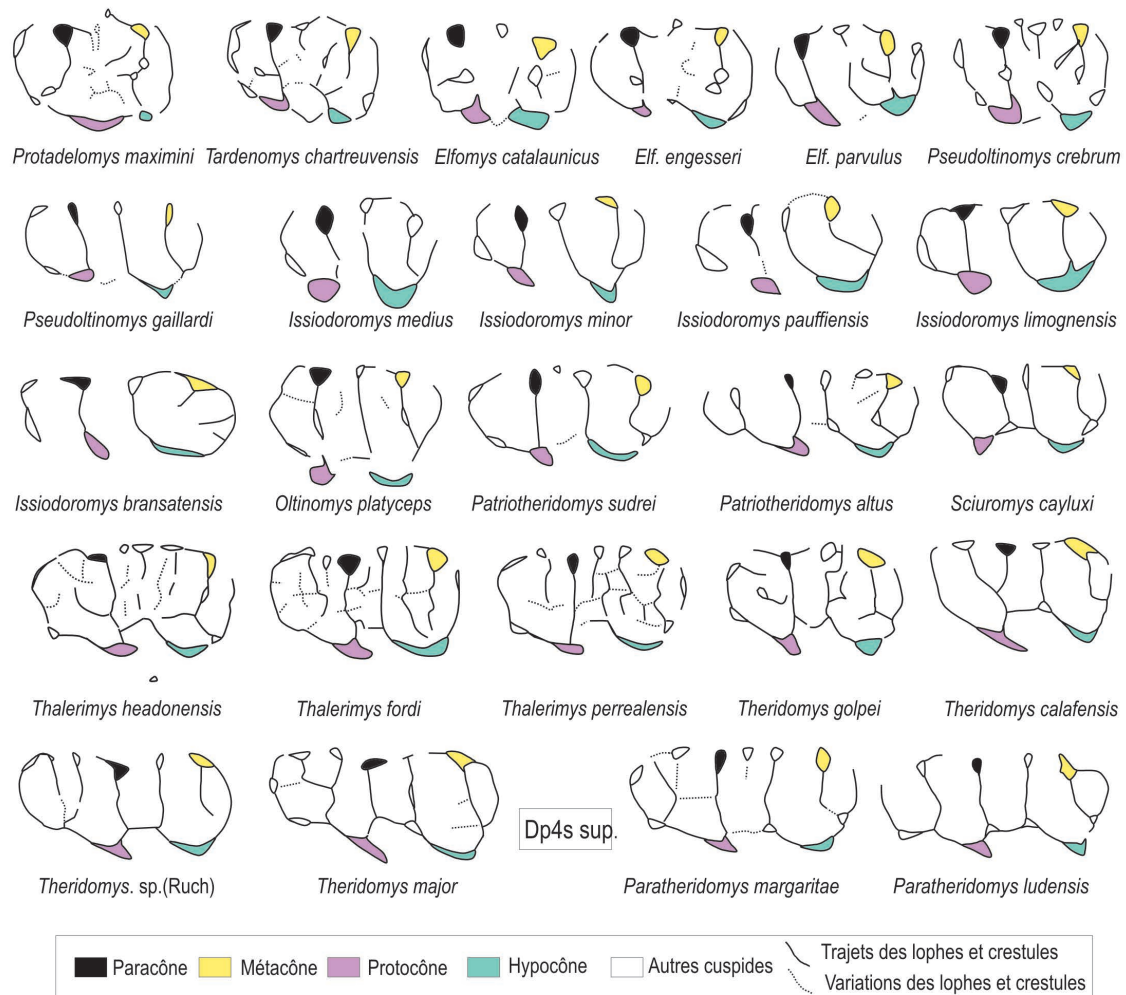 Protadelomys maximini Tardenomys chartreuvensis Elfomys catalaunicus Elf. engesseri Elf. parvulus Pseudoltinomys crebrum
Pseudoltinomys gaillardi Issiodoromys medius Issiodoromys minor Issiodoromys pauffiensis Issiodoromys limognensis
Issiodoromys bransatensis Oltinomys platyceps Patriotheridomys sudrei Patriotheridomys altus Sciuromys cayluxi
Thalerimys headonensis Thalerimys fordi Thalerimys perrealensis Theridomys golpei Theridomys calafensis
Dp4s sup.
Theridomys. sp.(Ruch) Theridomys major Paratheridomys margaritae Paratheridomys ludensis
Paracône Métacône Protocône Hypocône Autres cuspides Trajets des lophes et crestules
Variations des lophes et crestules